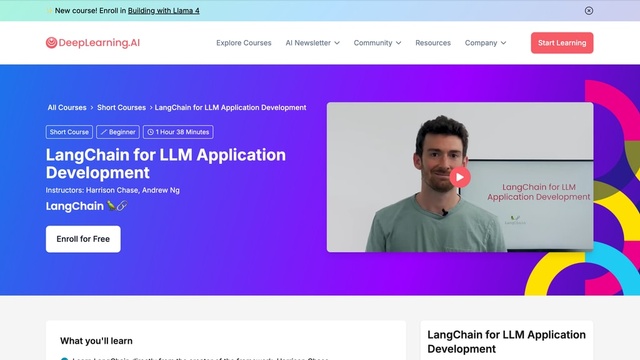 New course! Enroll in Building with Llama 4
DeepLearning.AI
Explore Courses
AI Newsletter
Community
Resources
Company
Start Learning
All Courses > Short Courses > LangChain for LLM Application Development
Short Course
Beginner
1 Hour 38 Minutes
LangChain for LLM Application
Development
Instructors: Harrison Chase, Andrew Ng
LangChain
Enroll for Free
LangChain for LLM
Application Development
What you'll learn
LangChain for LLM Application
Development